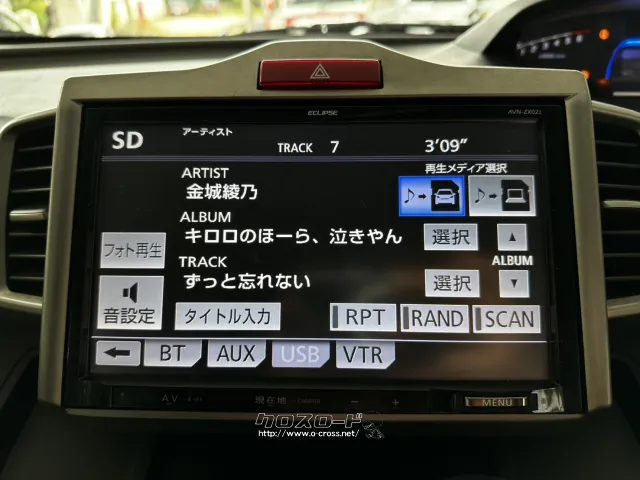 ECLIPSE
AVN-ZX02i
SD
アーティスト
TRACK 7 3'09"
再生メディア選択
ARTIST
金城綾乃
ALBUM
キロロのほーら、泣きやん 選択
フォト再生
TRACK
ALBUM
ずっと忘れない 選択
音設定
タイトル入力
RPT RAND SCAN
BT AUX USB VTR
AV 現在地 − + MENU
クロスロード
http://www.o-cross.net/